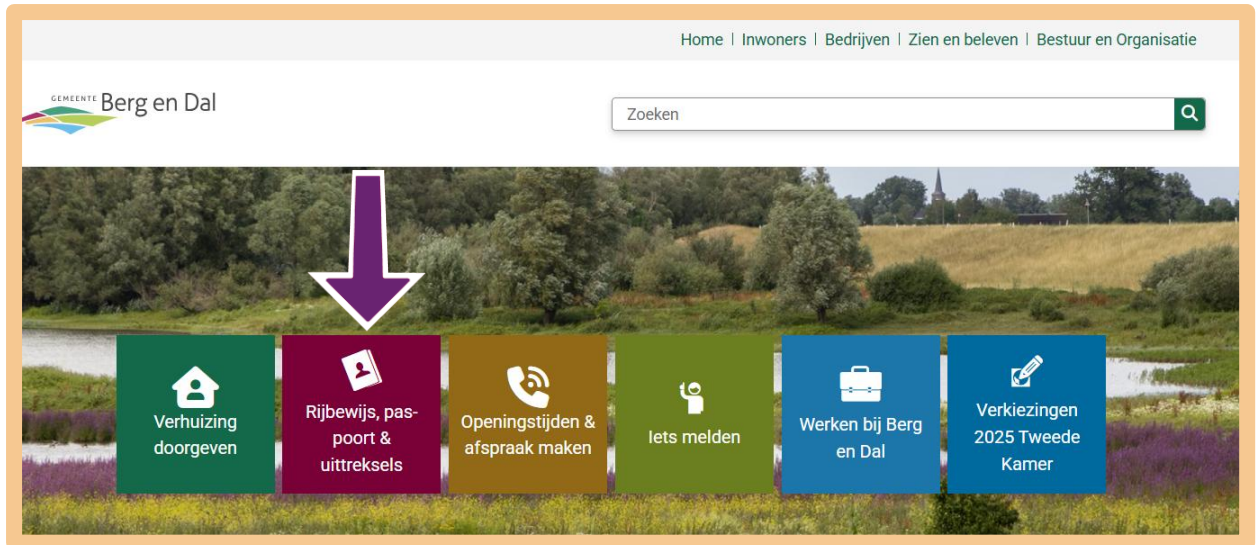 Home | Inwoners | Bedrijven | Zien en beleven | Bestuur en Organisatie
GEMEENTE Berg en Dal
Zoeken
Verhuizing
doorgeven
Rijbewijs, pas-
poort &
uittreksels
Openingstijden &
afspraak maken
Iets melden
Werken bij Berg
en Dal
Verkiezingen
2025 Tweede
Kamer